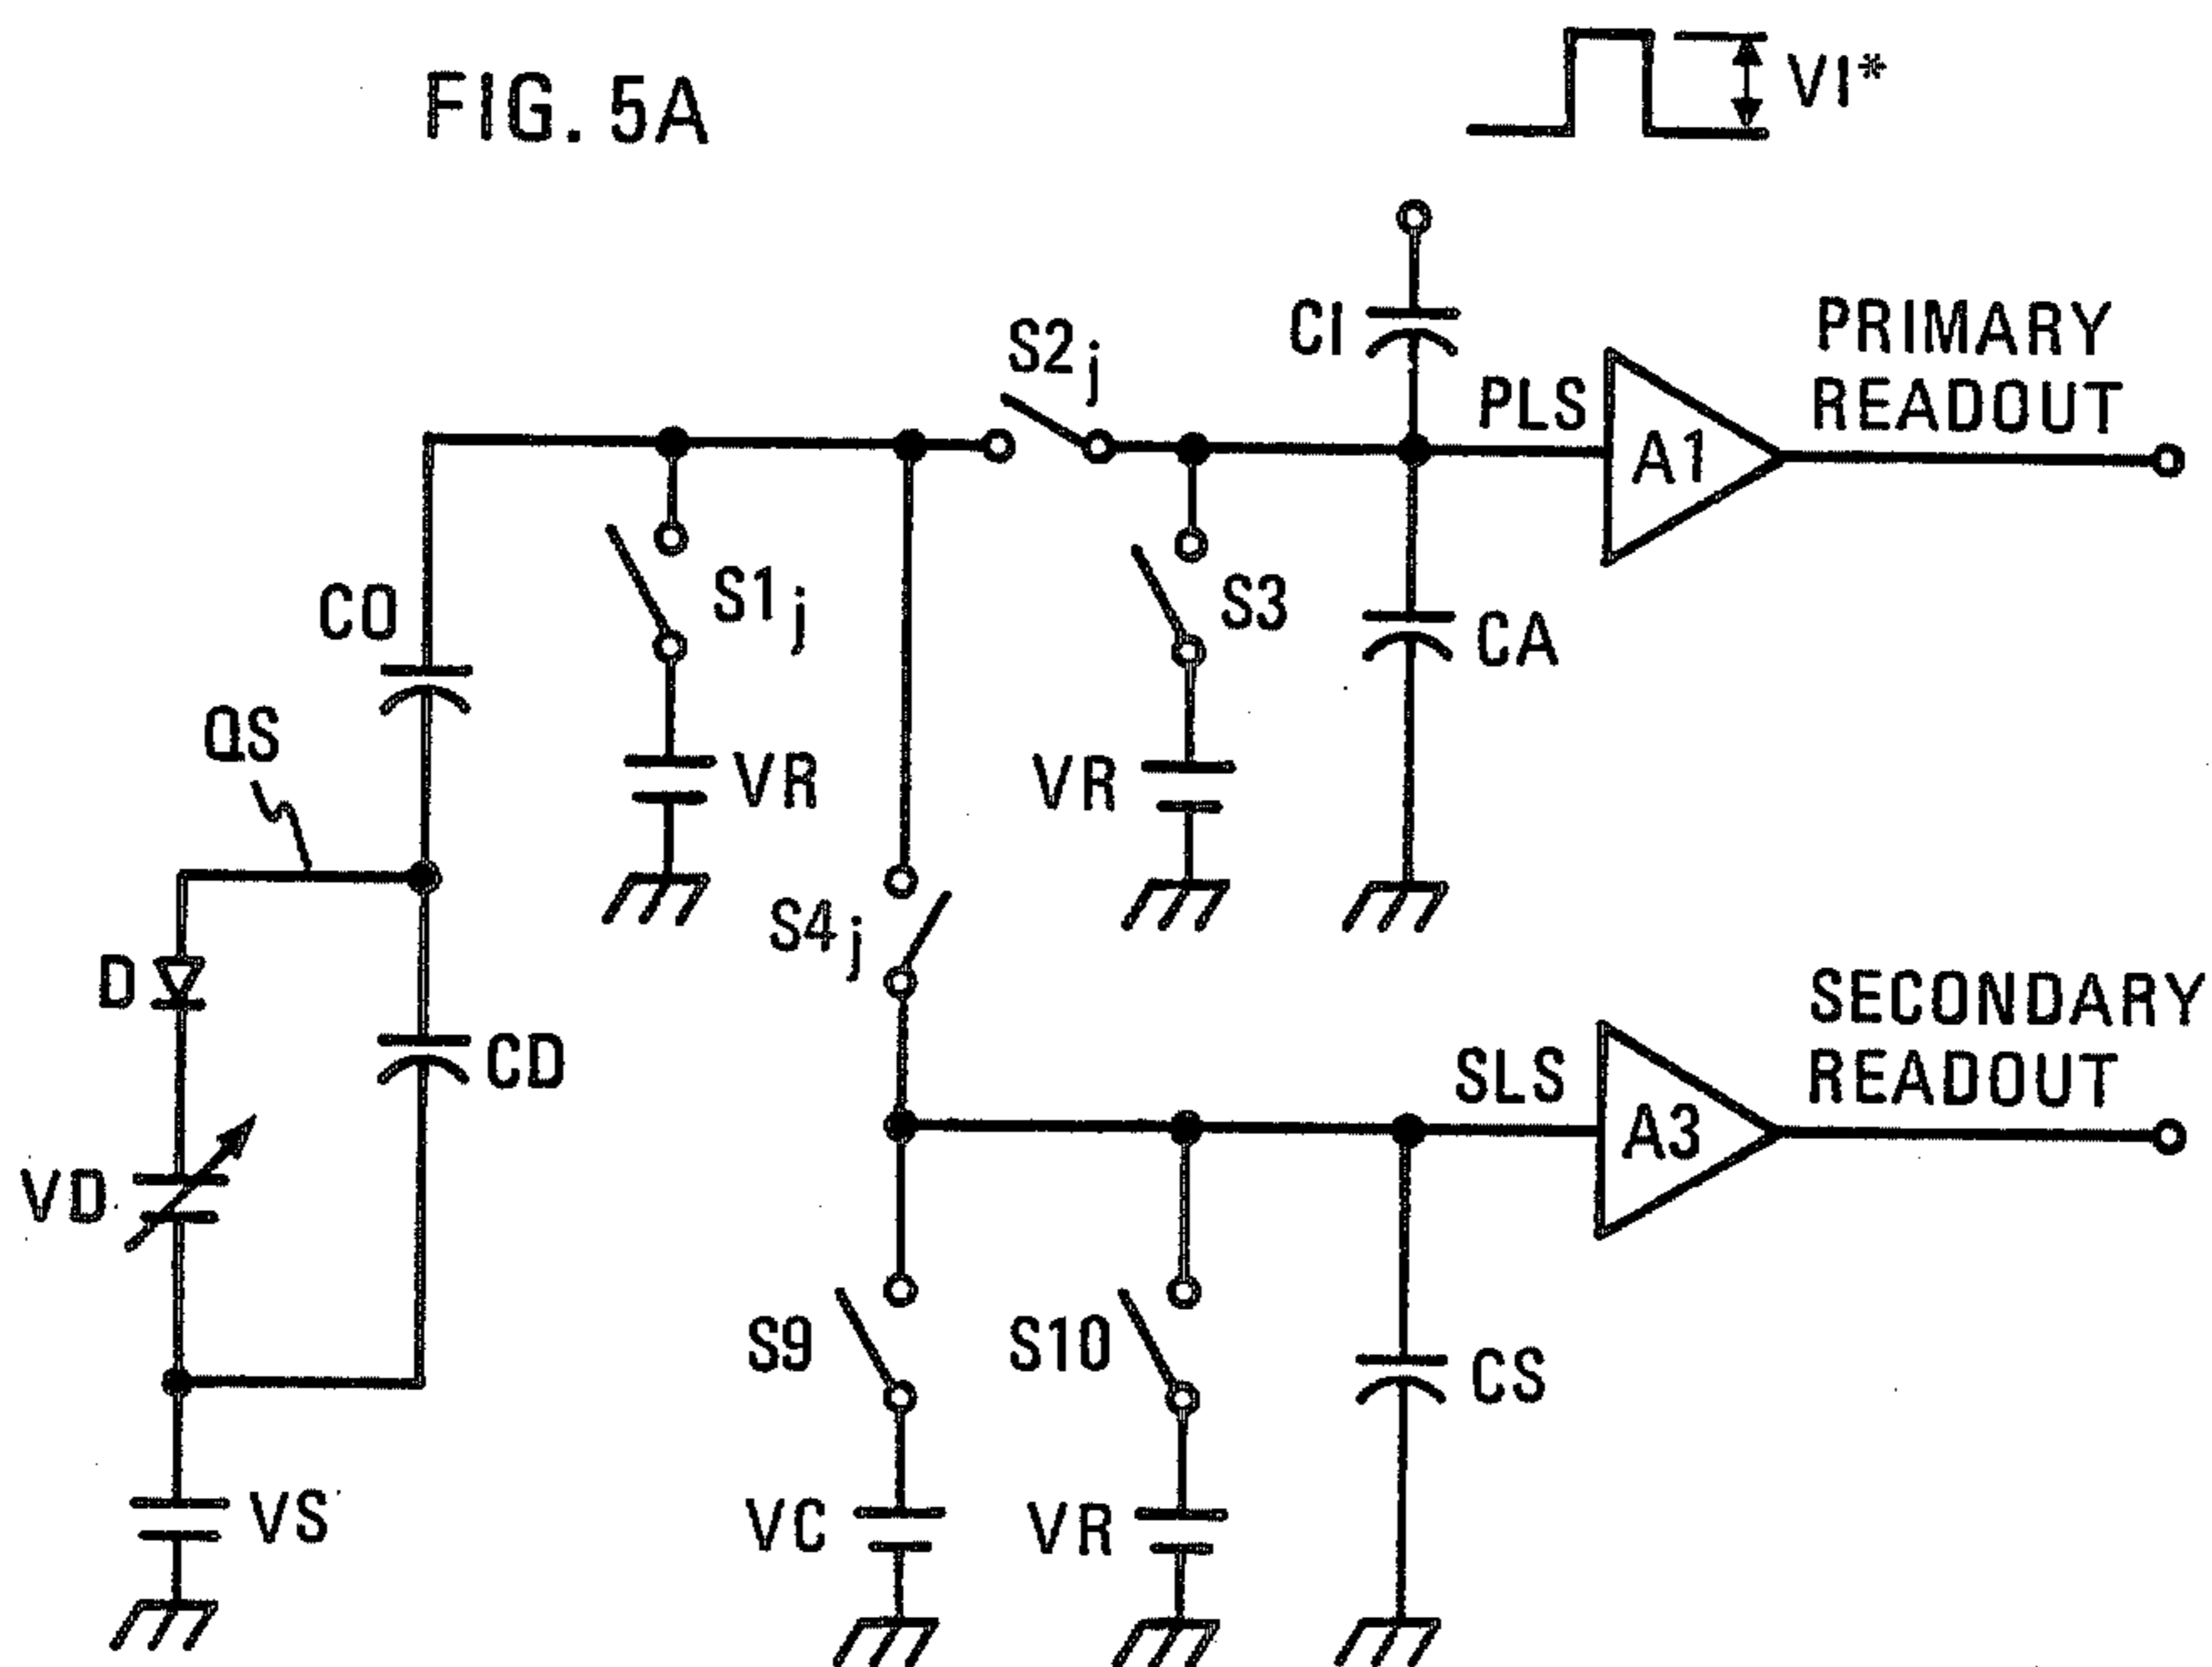 FIG. 5A
VI*
CI
PRIMARY
READOUT
S2j
PLS
A1
CO
S1j
S3
CA
QS
VR
VR
S4j
D
CD
SECONDARY
READOUT
SLS
A3
VD
S9
S10
CS
VS
VC
VR